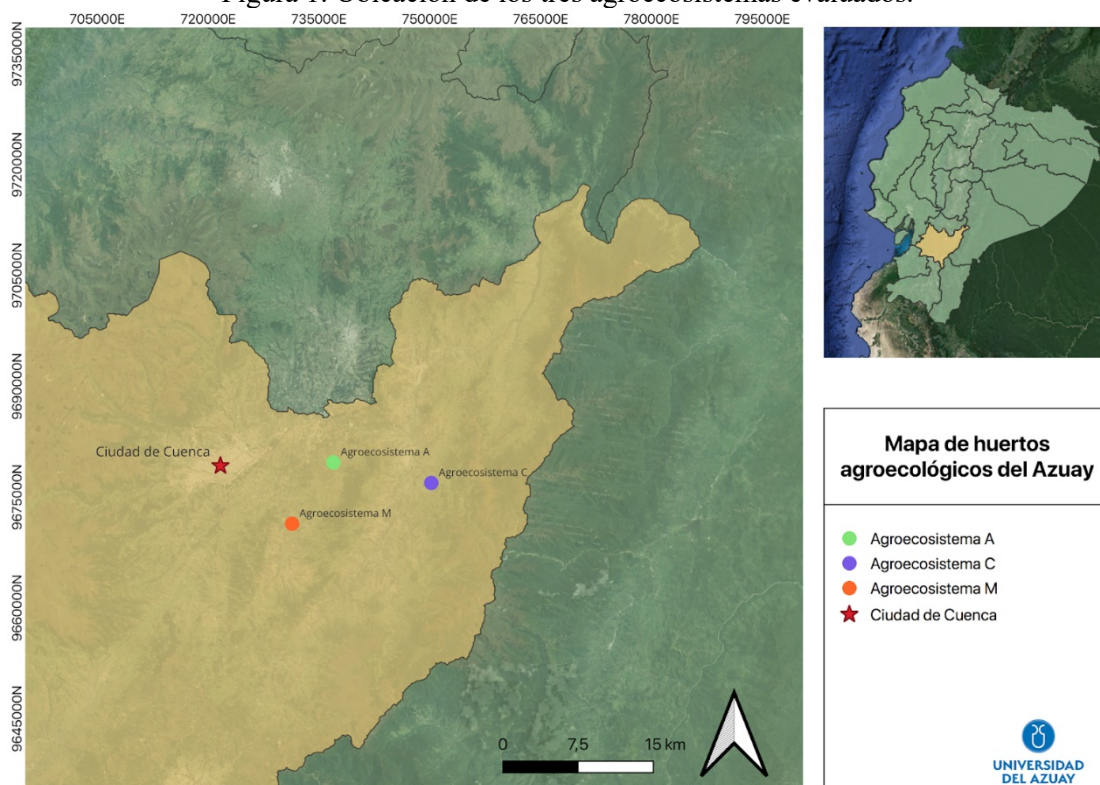 Figura 1. Ubicación de los tres agroecosistemas evaluados.
705000E 720000E 735000E 750000E 765000E 780000E 795000E
9735000N
9720000N
9705000N
9690000N
9675000N
9660000N
9645000N
Ciudad de Cuenca
Agroecosistema A
Agroecosistema C
Agroecosistema M
0 7,5 15 km
Mapa de huertos
agroecológicos del Azuay
Agroecosistema A
Agroecosistema C
Agroecosistema M
Ciudad de Cuenca
UNIVERSIDAD
DEL AZUAY